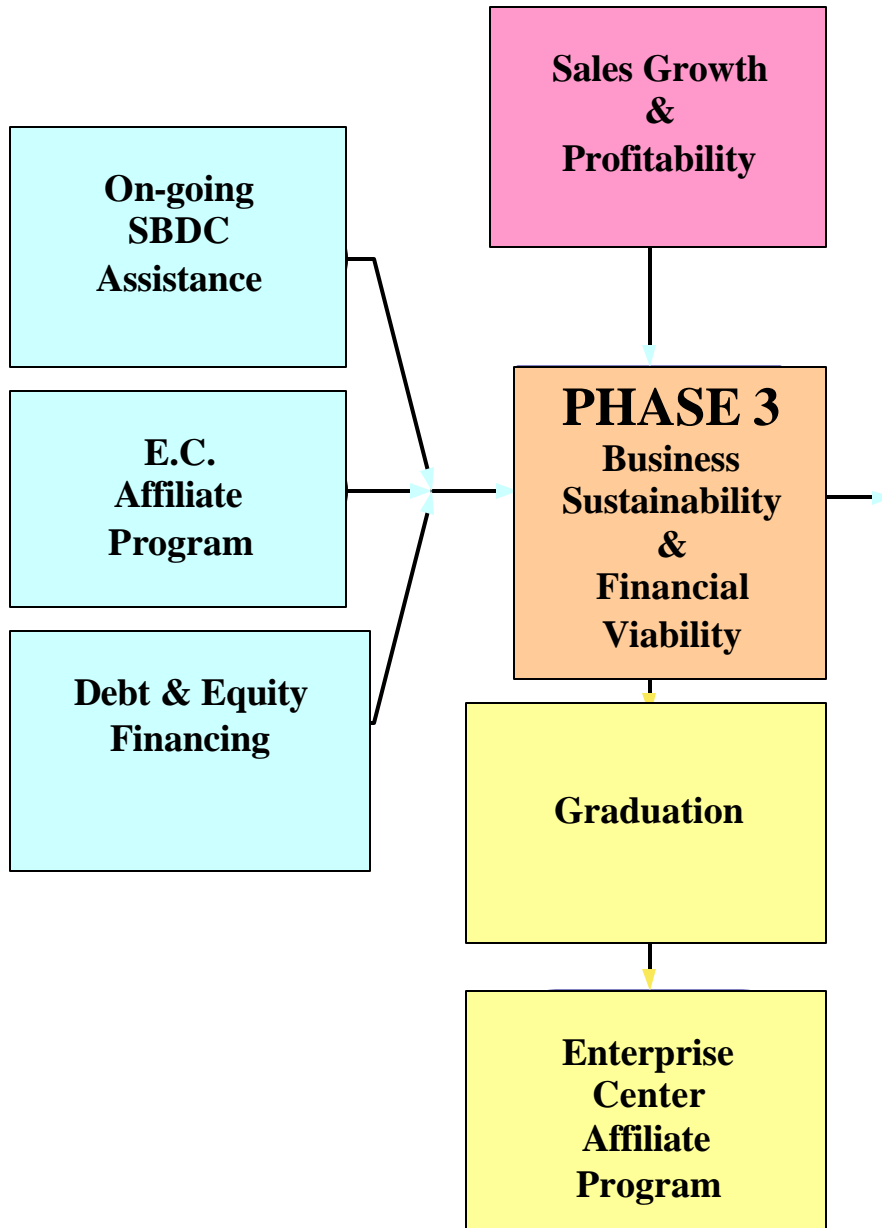 Sales Growth
&
Profitability
On-going
SBDC
Assistance
E.C.
Affiliate
Program
Debt & Equity
Financing
PHASE 3
Business
Sustainability
&
Financial
Viability
Graduation
Enterprise
Center
Affiliate
Program